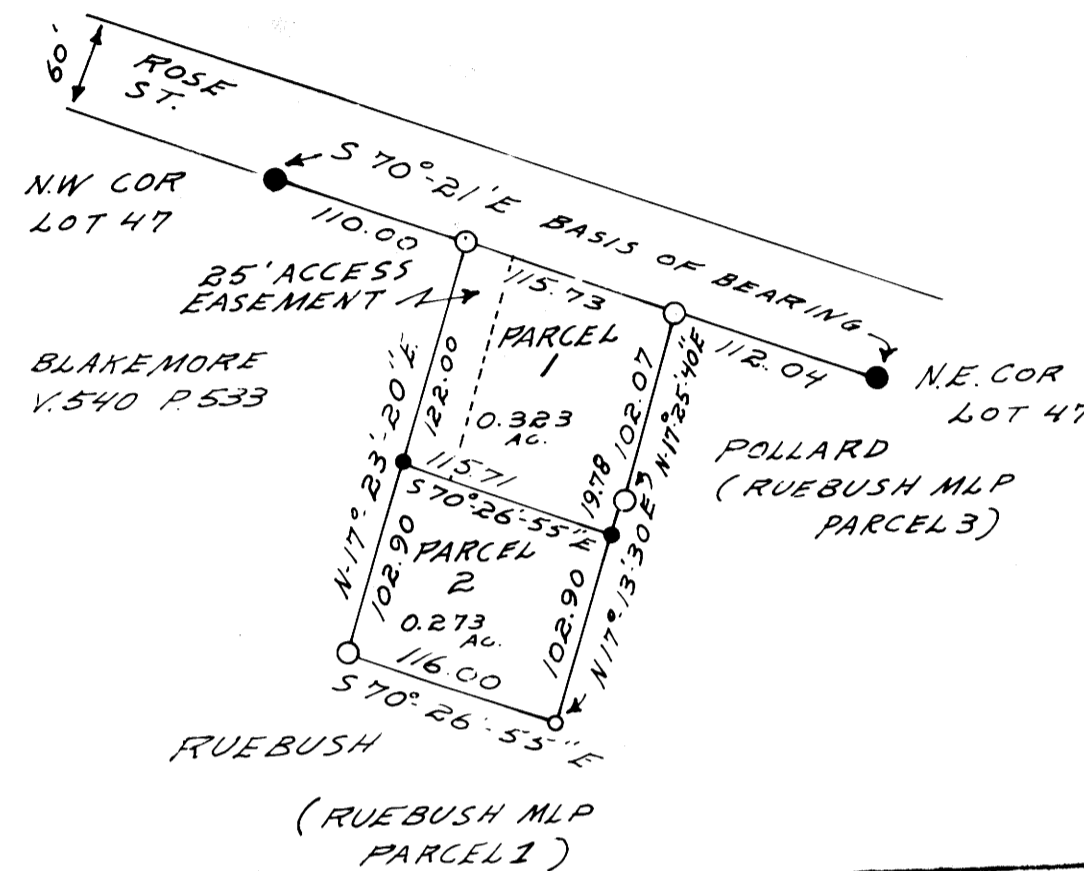 60'
ROSE
ST.
N.W COR
LOT 47
S 70°-21'E BASIS OF BEARING
110.00
25' ACCESS
EASEMENT
115.73
112.04
N.E. COR
LOT 47
BLAKEMORE
V.540 P.533
PARCEL
1
0.323
AC.
N-17°-23'-20"E.
122.00
102.07
N-17°-25'-40"E
19.78
POLLARD
(RUEBUSH MLP
PARCEL 3)
115.71
S 70°-26'-55"E
PARCEL
2
0.273
AC.
102.90
102.90
N17°-13'-30E
116.00
S 70°-26'-55"E
RUEBUSH
(RUEBUSH MLP
PARCEL 1)